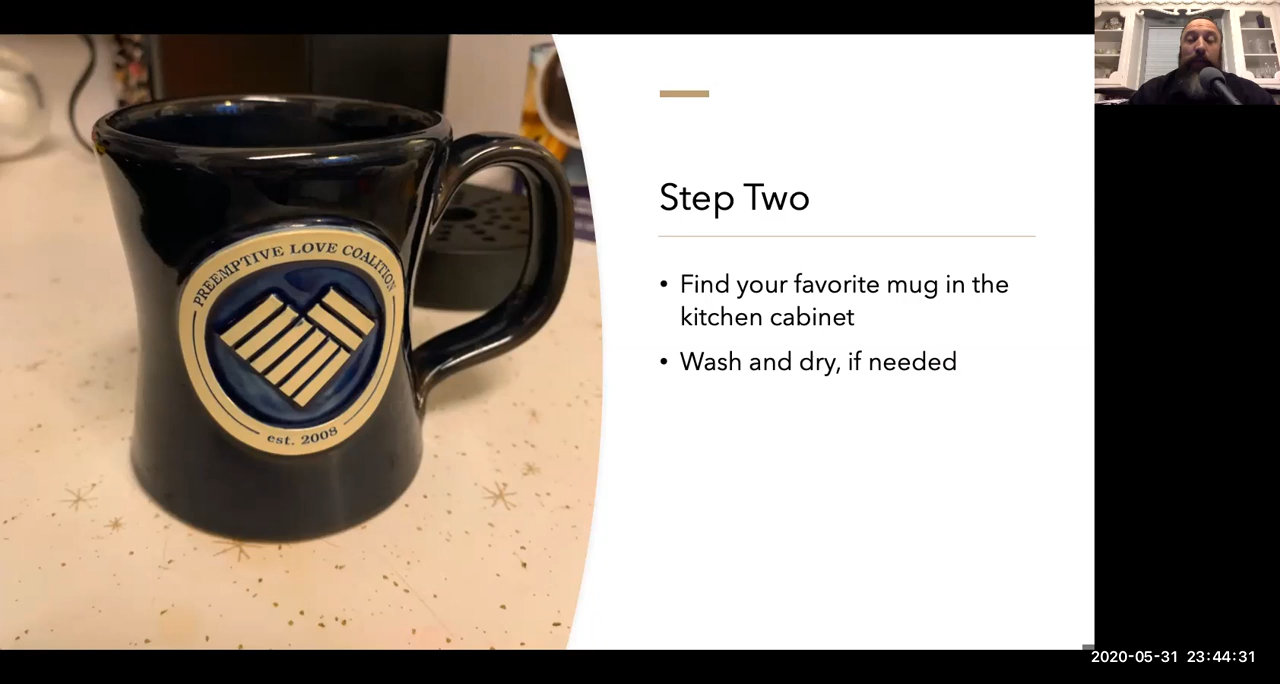 PREEMPTIVE LOVE COALITION
est. 2008
Step Two
• Find your favorite mug in the
kitchen cabinet
• Wash and dry, if needed
2020-05-31 23:44:31